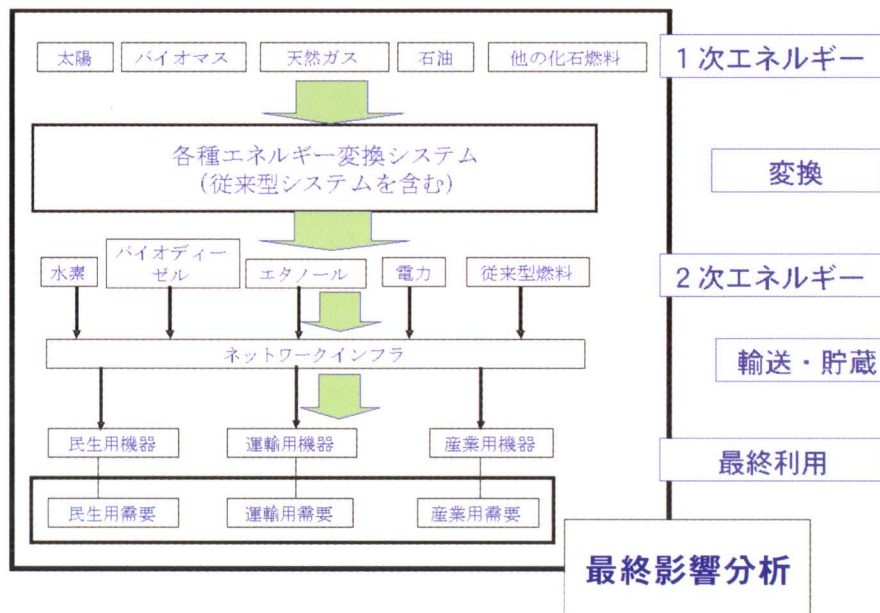 太陽 バイオマス 天然ガス 石油 他の化石燃料 1次エネルギー
各種エネルギー変換システム
(従来型システムを含む)
変換
水素 バイオディー
ゼル エタノール 電力 従来型燃料 2次エネルギー
ネットワークインフラ
輸送・貯蔵
民生用機器 運輸用機器 産業用機器
最終利用
民生用需要 運輸用需要 産業用需要
最終影響分析